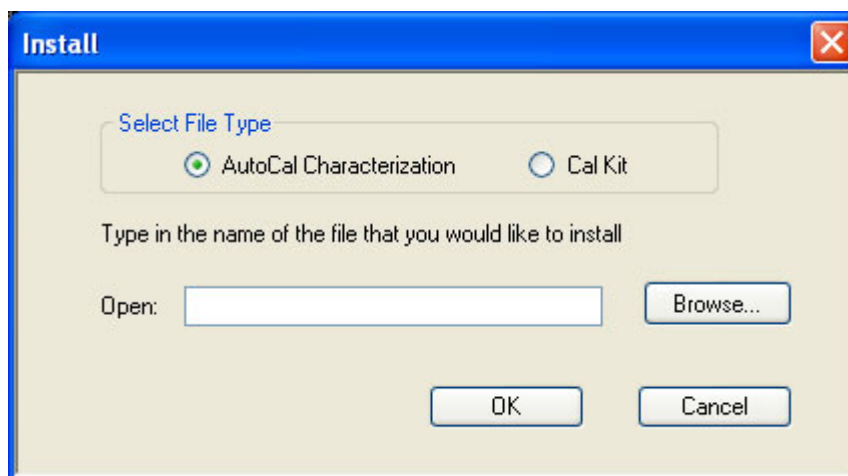 Install
Select File Type
AutoCal Characterization Cal Kit
Type in the name of the file that you would like to install
Open: Browse...
OK Cancel